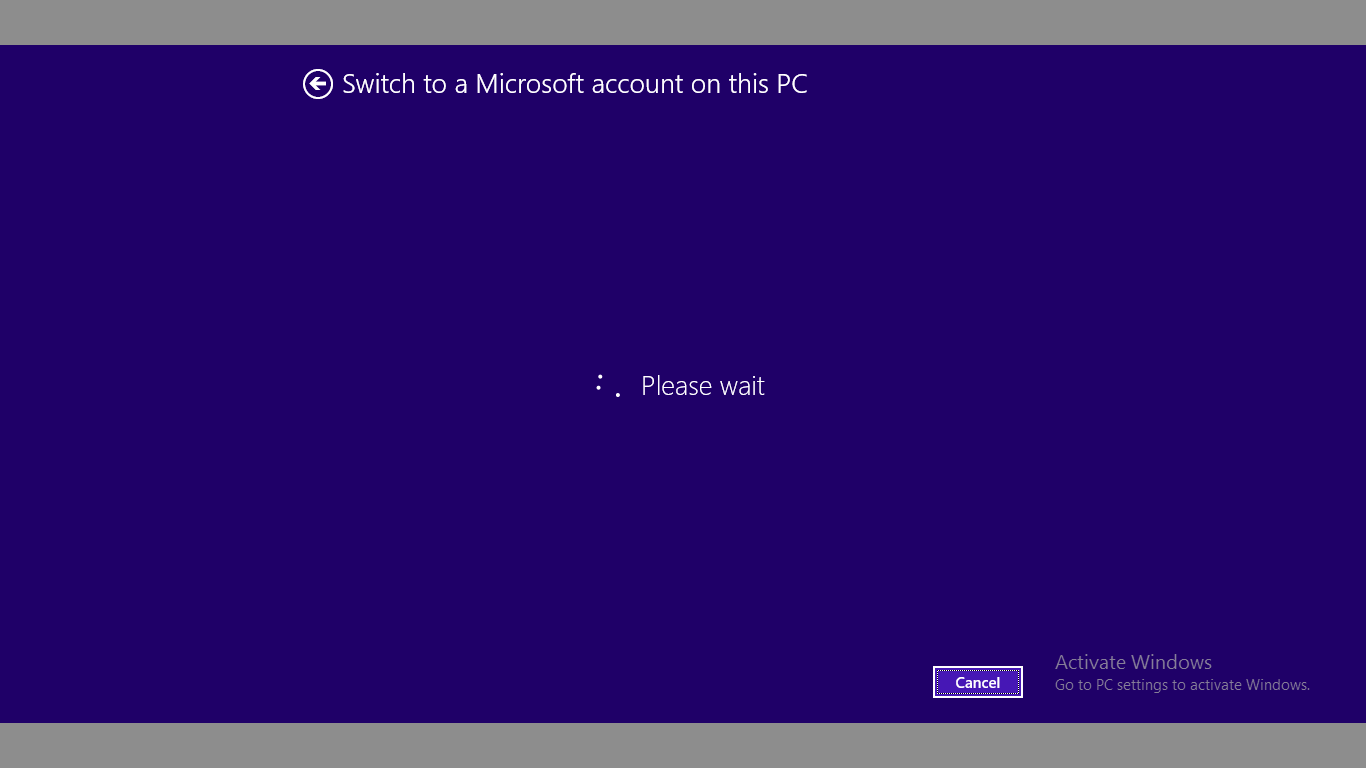 Switch to a Microsoft account on this PC
Please wait
Activate Windows
Cancel
Go to PC settings to activate Windows.